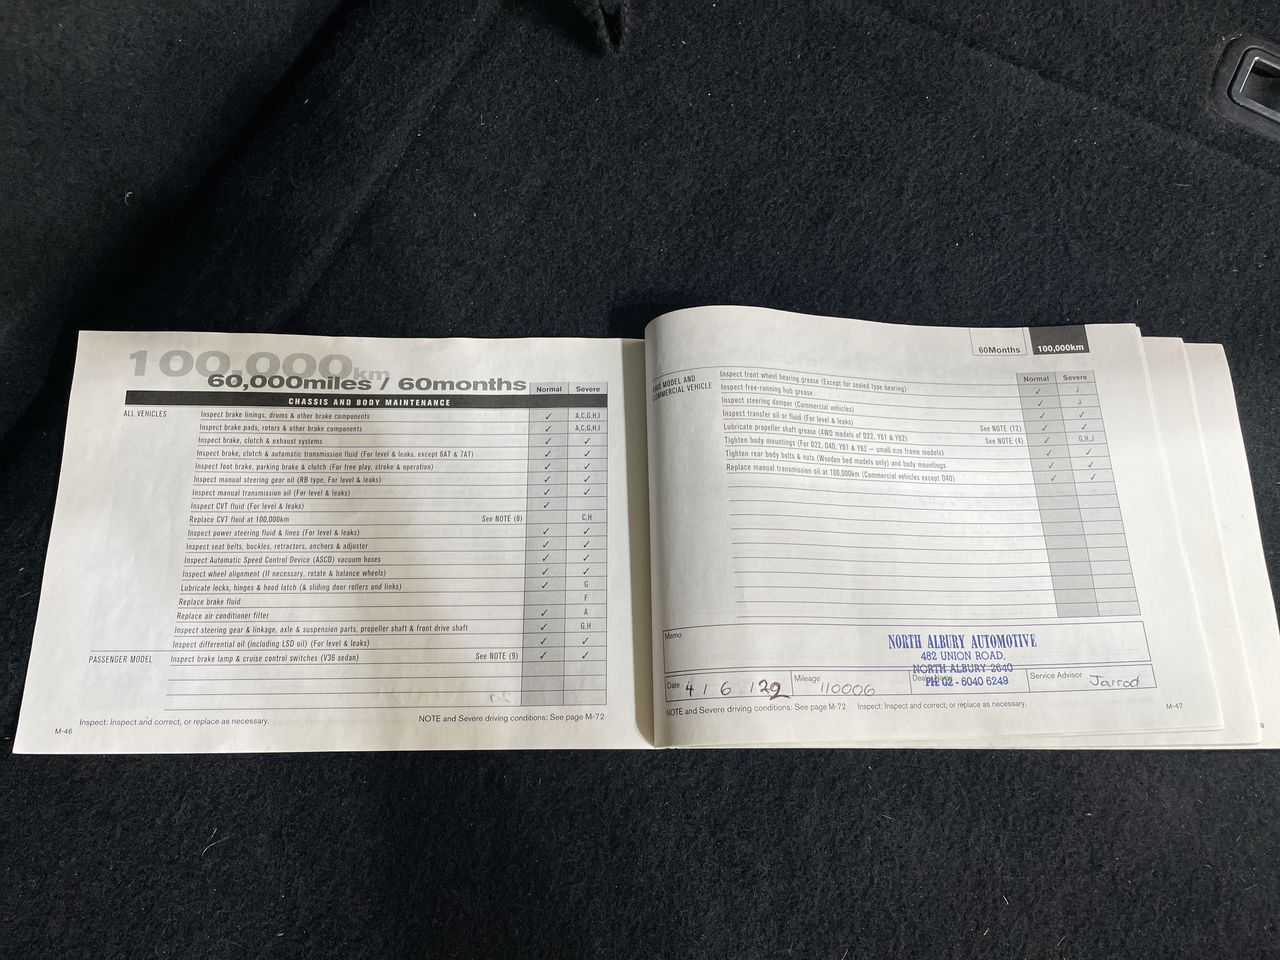 100,000km
60,000miles / 60months
Normal Severe
CHASSIS AND BODY MAINTENANCE
ALL VEHICLES Inspect brake linings, drums & other brake components ✓ A,C,G,H,I
Inspect brake pads, rotors & other brake components ✓ A,C,G,H,I
Inspect brake, clutch & exhaust systems ✓ ✓
Inspect brake, clutch & automatic transmission fluid (For level & leaks, except 6AT & 7AT) ✓ ✓
Inspect foot brake, parking brake & clutch (For free play, stroke & operation) ✓ ✓
Inspect manual steering gear oil (RB type, For level & leaks) ✓ ✓
Inspect manual transmission oil (For level & leaks) ✓ ✓
Inspect CVT fluid (For level & leaks) ✓
Replace CVT fluid at 100,000km See NOTE (8) C,H
Inspect power steering fluid & lines (For level & leaks) ✓ ✓
Inspect seat belts, buckles, retractors, anchors & adjuster ✓ ✓
Inspect Automatic Speed Control Device (ASCD) vacuum hoses ✓ ✓
Inspect wheel alignment (If necessary, rotate & balance wheels) ✓ ✓
Lubricate locks, hinges & hood latch (& sliding door rollers and links) ✓ G
Replace brake fluid F
Replace air conditioner filter ✓ A
Inspect steering gear & linkage, axle & suspension parts, propeller shaft & front drive shaft ✓ G,H
Inspect differential oil (including LSD oil) (For level & leaks) ✓ ✓
PASSENGER MODEL Inspect brake lamp & cruise control switches (V36 sedan) See NOTE (9) ✓ ✓
Inspect: Inspect and correct, or replace as necessary. NOTE and Severe driving conditions: See page M-72
M-46
60Months 100,000km
Normal Severe
MODEL AND
COMMERCIAL VEHICLE
Inspect front wheel bearing grease (Except for sealed type bearing) ✓ J
Inspect free-running hub grease ✓ J
Inspect steering damper (Commercial vehicles) ✓ ✓
Inspect transfer oil or fluid (For level & leaks) ✓ ✓
Lubricate propeller shaft grease (4WD models of D22, Y61 & Y62) See NOTE (12) ✓ G,H,J
Tighten body mountings (For D22, D40, Y61 & Y62 – small size frame models) See NOTE (4) ✓ ✓
Tighten rear body bolts & nuts (Wooden bed models only) and body mountings ✓ ✓
Replace manual transmission oil at 100,000km (Commercial vehicles except D40)
Memo
NORTH ALBURY AUTOMOTIVE
482 UNION ROAD,
NORTH ALBURY 2640
PH: 02 - 6040 6249
Date 4 / 6 / 20 Mileage 110006 Service Advisor Jarrod
NOTE and Severe driving conditions: See page M-72 Inspect: Inspect and correct, or replace as necessary.
M-47
9